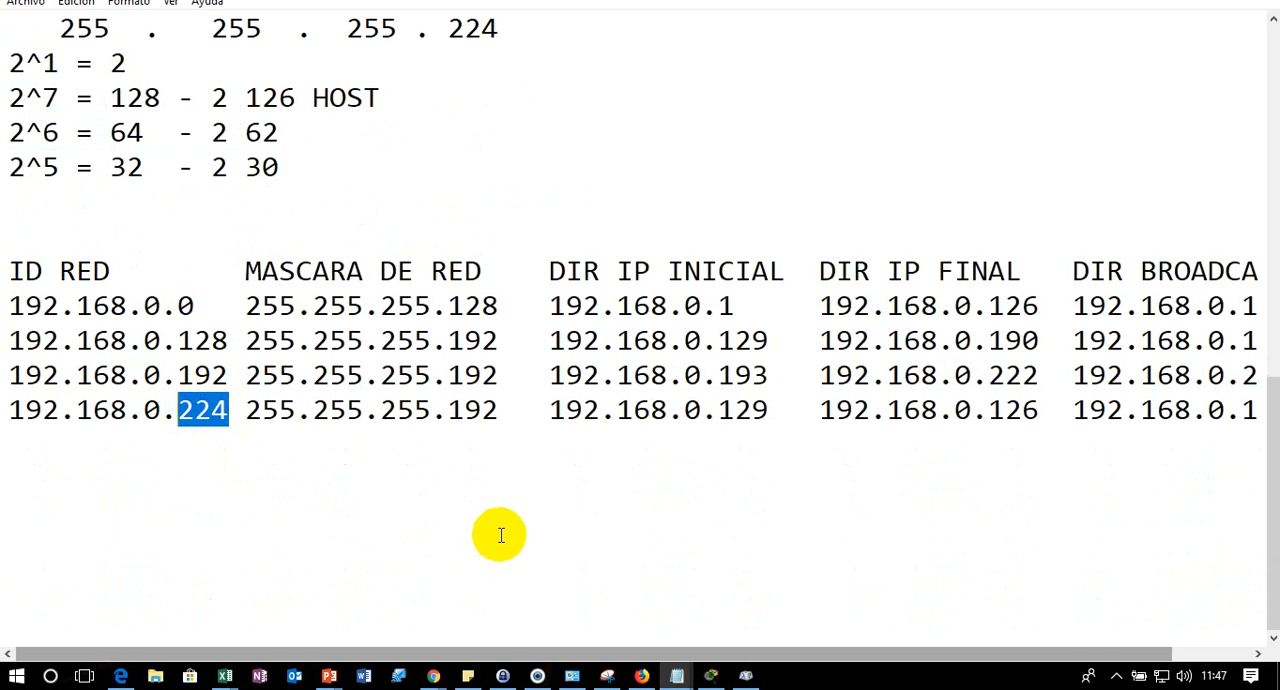 Archivo Edición Formato Ver Ayuda
255 . 255 . 255 . 224
2^1 = 2
2^7 = 128 - 2 126 HOST
2^6 = 64 - 2 62
2^5 = 32 - 2 30
ID RED MASCARA DE RED DIR IP INICIAL DIR IP FINAL DIR BROADCA
192.168.0.0 255.255.255.128 192.168.0.1 192.168.0.126 192.168.0.1
192.168.0.128 255.255.255.192 192.168.0.129 192.168.0.190 192.168.0.1
192.168.0.192 255.255.255.192 192.168.0.193 192.168.0.222 192.168.0.2
192.168.0.224 255.255.255.192 192.168.0.129 192.168.0.126 192.168.0.1
11:47